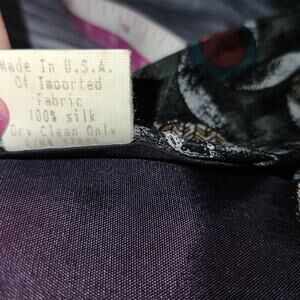 Made In U.S.A.
Of Imported
Fabric
100% silk
Dry Clean Only